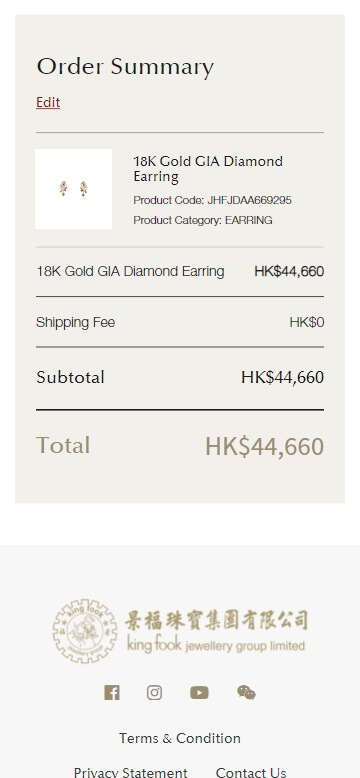 Order Summary
Edit
18K Gold GIA Diamond
Earring
Product Code: JHFJDAA669295
Product Category: EARRING
18K Gold GIA Diamond Earring HK$44,660
Shipping Fee HK$0
Subtotal HK$44,660
Total HK$44,660
king fook
景福珠寶集團有限公司
king fook jewellery group limited
Terms & Condition
Privacy Statement Contact Us